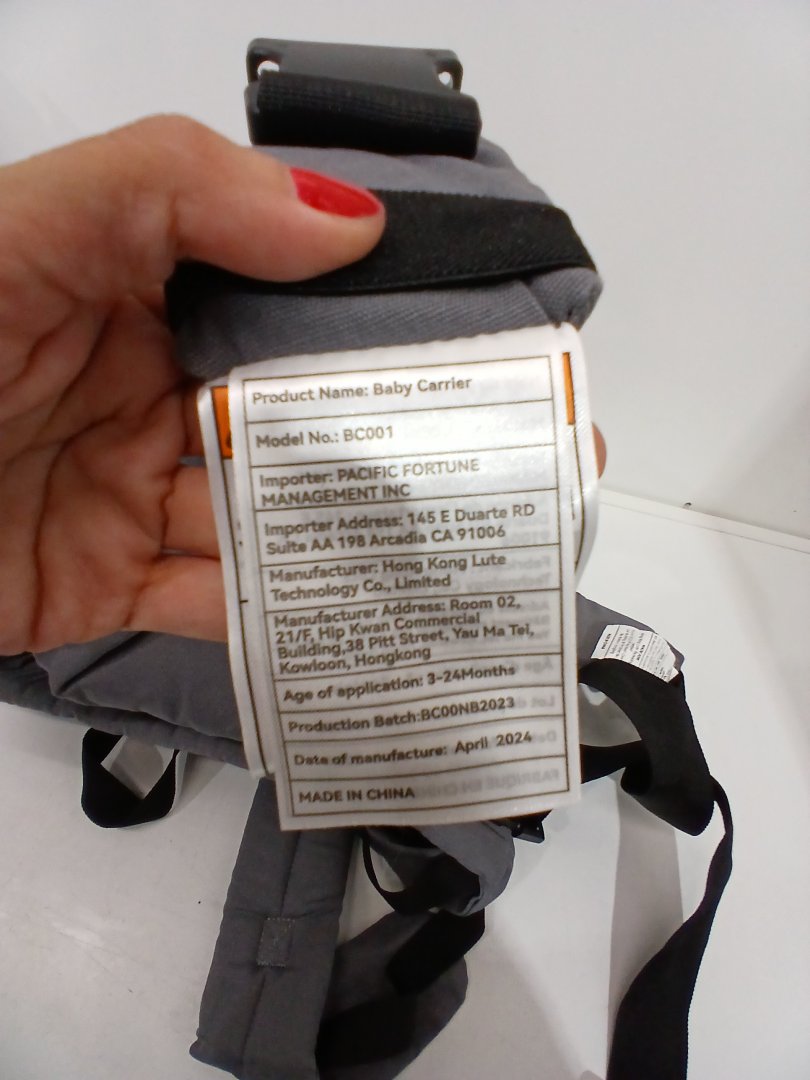 Product Name: Baby Carrier
Model No.: BC001
Importer: PACIFIC FORTUNE
MANAGEMENT INC
Importer Address: 145 E Duarte RD
Suite AA 198 Arcadia CA 91006
Manufacturer: Hong Kong Lute
Technology Co., Limited
Manufacturer Address: Room 02,
21/F, Hip Kwan Commercial
Building,38 Pitt Street, Yau Ma Tei,
Kowloon, Hongkong
Age of application: 3-24Months
Production Batch:BC00NB2023
Date of manufacture: April 2024
MADE IN CHINA